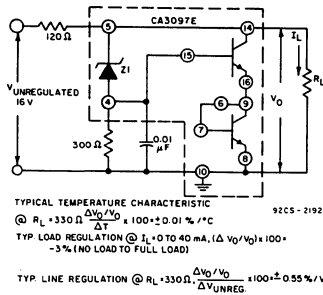 CA3097E
120Ω
5
14
I_L
Z1
15
R_L
V_UNREGULATED
16 V
16
V_O
4
6
9
300 Ω
0.01
μF
7
8
10
TYPICAL TEMPERATURE CHARACTERISTIC
92CS-2192
@ R_L = 330 Ω ΔV_O/V_O / ΔT x 100 = ± 0.01 % /°C
TYP. LOAD REGULATION @ I_L = 0 TO 40 mA, (Δ V_O/V_O) x 100 =
-3% (NO LOAD TO FULL LOAD)
TYP. LINE REGULATION @ R_L = 330Ω, ΔV_O/V_O / ΔV_UNREG. x 100 = ± 0.55%/V